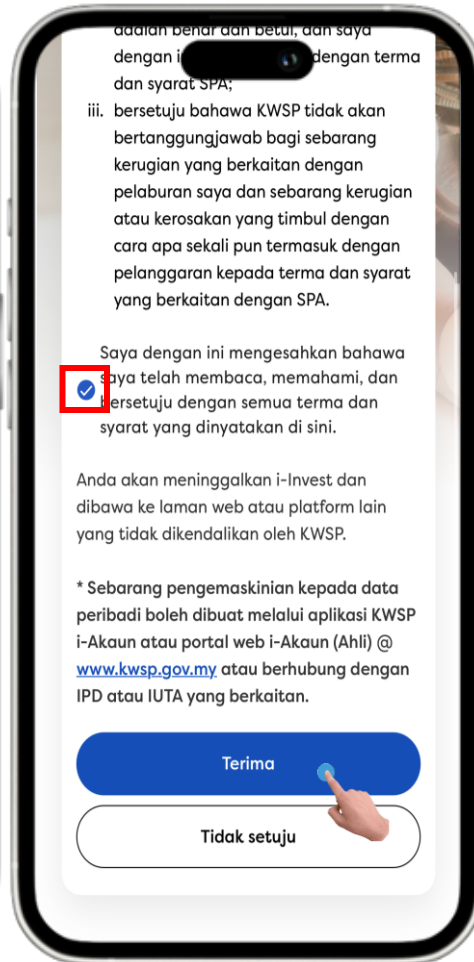 adalah benar dan betul, dan saya
dengan i dengan terma
dan syarat SPA;
iii. bersetuju bahawa KWSP tidak akan
bertanggungjawab bagi sebarang
kerugian yang berkaitan dengan
pelaburan saya dan sebarang kerugian
atau kerosakan yang timbul dengan
cara apa sekali pun termasuk dengan
pelanggaran kepada terma dan syarat
yang berkaitan dengan SPA.
Saya dengan ini mengesahkan bahawa
saya telah membaca, memahami, dan
bersetuju dengan semua terma dan
syarat yang dinyatakan di sini.
Anda akan meninggalkan i-Invest dan
dibawa ke laman web atau platform lain
yang tidak dikendalikan oleh KWSP.
* Sebarang pengemaskinian kepada data
peribadi boleh dibuat melalui aplikasi KWSP
i-Akaun atau portal web i-Akaun (Ahli) @
www.kwsp.gov.my atau berhubung dengan
IPD atau IUTA yang berkaitan.
Terima
Tidak setuju